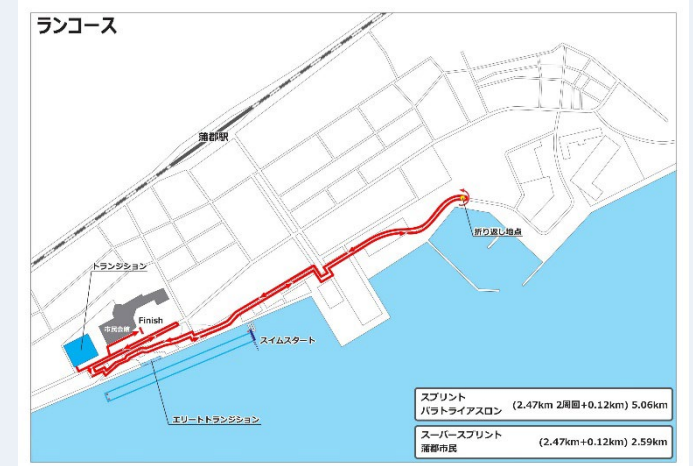 ランコース
蒲郡駅
折り返し地点
トランジション
市民会館
Finish
スイムスタート
エリートトランジション
スプリント
パラトライアスロン (2.47km 2周回+0.12km) 5.06km
スーパースプリント
蒲郡市民 (2.47km+0.12km) 2.59km